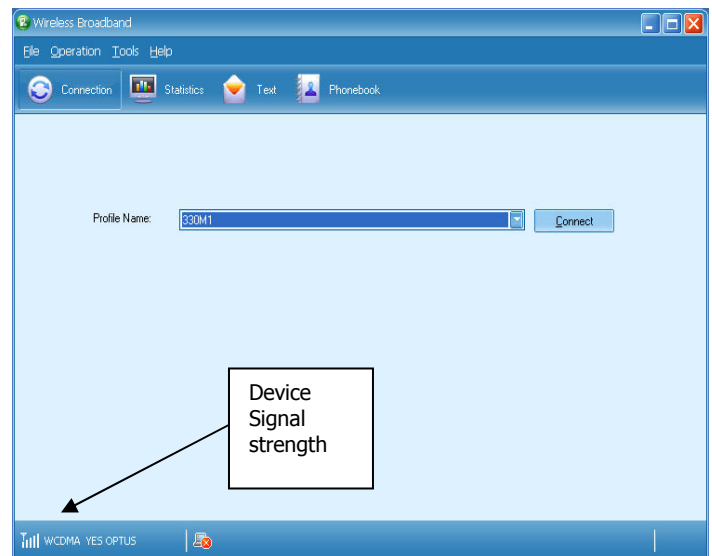 Wireless Broadband
File Operation Tools Help
Connection Statistics Text Phonebook
Profile Name: 330M1 Connect
Device
Signal
strength
WCDMA YES OPTUS